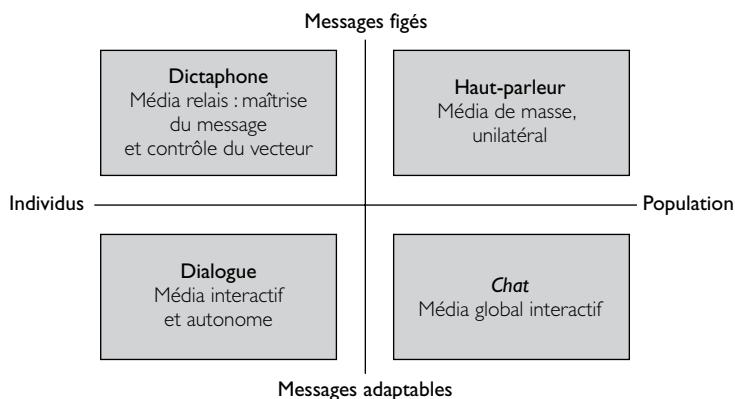 Messages figés
Dictaphone
Média relais : maîtrise
du message
et contrôle du vecteur
Haut-parleur
Média de masse,
unilatéral
Individus
Population
Dialogue
Média interactif
et autonome
Chat
Média global interactif
Messages adaptables